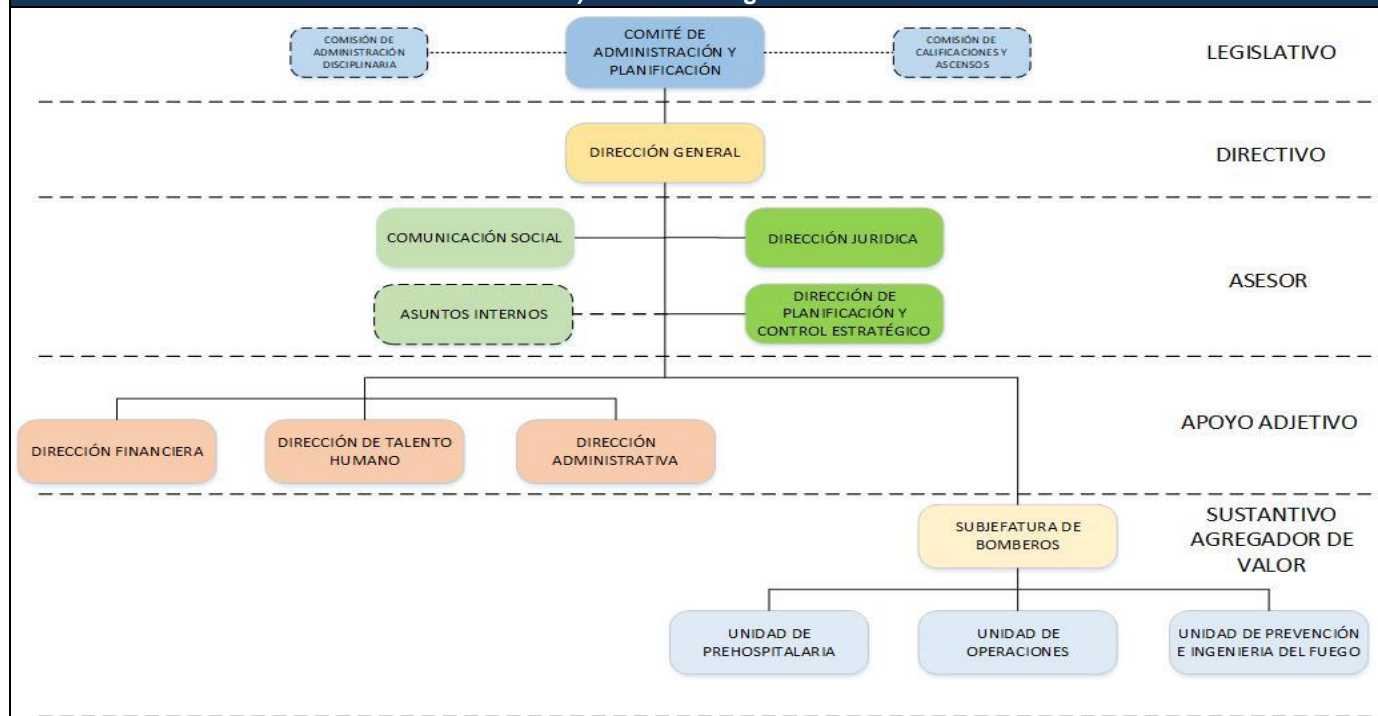 COMISIÓN DE
ADMINISTRACIÓN
DISCIPLINARIA
COMITÉ DE
ADMINISTRACIÓN Y
PLANIFICACIÓN
COMISIÓN DE
CALIFICACIONES Y
ASCENSOS
LEGISLATIVO
DIRECCIÓN GENERAL
DIRECTIVO
COMUNICACIÓN SOCIAL
DIRECCIÓN JURIDICA
ASUNTOS INTERNOS
DIRECCIÓN DE
PLANIFICACIÓN Y
CONTROL ESTRATÉGICO
ASESOR
DIRECCIÓN FINANCIERA
DIRECCIÓN DE TALENTO
HUMANO
DIRECCIÓN
ADMINISTRATIVA
APOYO ADJETIVO
SUBJEFATURA DE
BOMBEROS
SUSTANTIVO
AGREGADOR DE
VALOR
UNIDAD DE
PREHOSPITALARIA
UNIDAD DE
OPERACIONES
UNIDAD DE PREVENCIÓN
E INGENIERIA DEL FUEGO